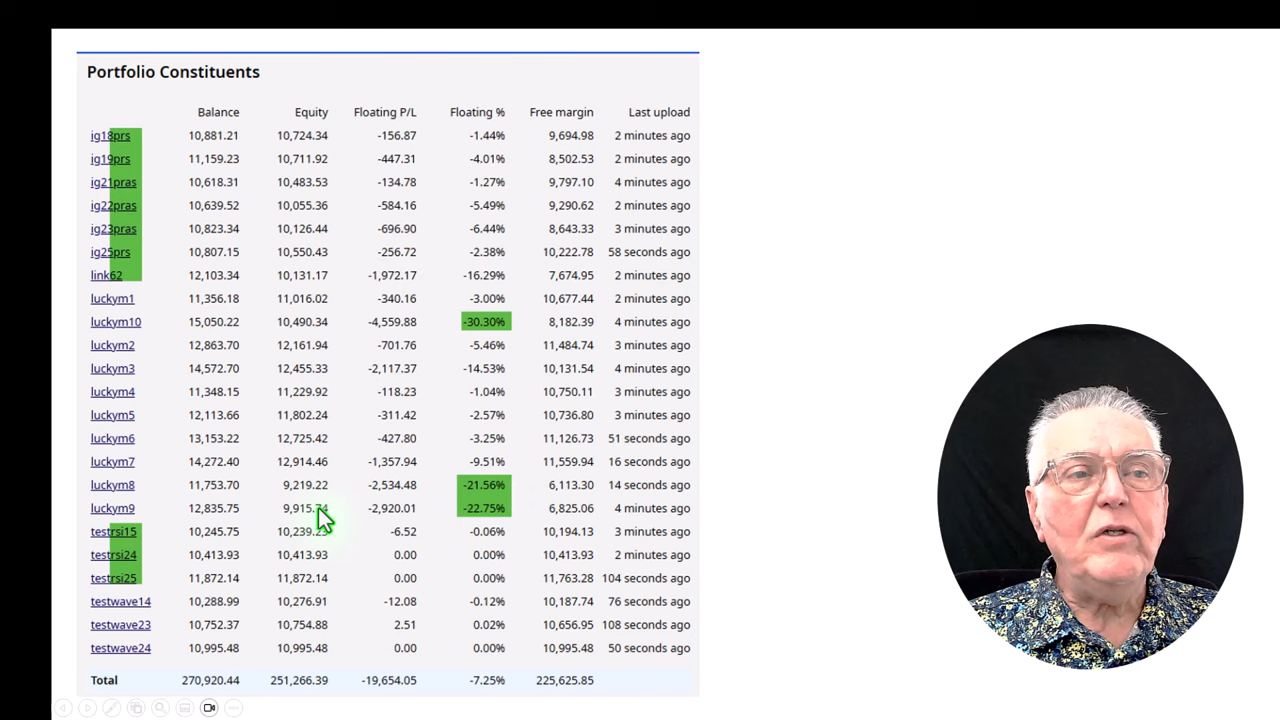 Portfolio Constituents
Balance Equity Floating P/L Floating % Free margin Last upload
ig18prs 10,881.21 10,724.34 -156.87 -1.44% 9,694.98 2 minutes ago
ig19prs 11,159.23 10,711.92 -447.31 -4.01% 8,502.53 2 minutes ago
ig21pras 10,618.31 10,483.53 -134.78 -1.27% 9,797.10 4 minutes ago
ig22pras 10,639.52 10,055.36 -584.16 -5.49% 9,290.62 2 minutes ago
ig23pras 10,823.34 10,126.44 -696.90 -6.44% 8,643.33 3 minutes ago
ig25prs 10,807.15 10,550.43 -256.72 -2.38% 10,222.78 58 seconds ago
link62 12,103.34 10,131.17 -1,972.17 -16.29% 7,674.95 2 minutes ago
luckym1 11,356.18 11,016.02 -340.16 -3.00% 10,677.44 2 minutes ago
luckym10 15,050.22 10,490.34 -4,559.88 -30.30% 8,182.39 4 minutes ago
luckym2 12,863.70 12,161.94 -701.76 -5.46% 11,484.74 3 minutes ago
luckym3 14,572.70 12,455.33 -2,117.37 -14.53% 10,131.54 4 minutes ago
luckym4 11,348.15 11,229.92 -118.23 -1.04% 10,750.11 3 minutes ago
luckym5 12,113.66 11,802.24 -311.42 -2.57% 10,736.80 3 minutes ago
luckym6 13,153.22 12,725.42 -427.80 -3.25% 11,126.73 51 seconds ago
luckym7 14,272.40 12,914.46 -1,357.94 -9.51% 11,559.94 16 seconds ago
luckym8 11,753.70 9,219.22 -2,534.48 -21.56% 6,113.30 14 seconds ago
luckym9 12,835.75 9,915.74 -2,920.01 -22.75% 6,825.06 4 minutes ago
testrsi15 10,245.75 10,239.23 -6.52 -0.06% 10,194.13 3 minutes ago
testrsi24 10,413.93 10,413.93 0.00 0.00% 10,413.93 2 minutes ago
testrsi25 11,872.14 11,872.14 0.00 0.00% 11,763.28 104 seconds ago
testwave14 10,288.99 10,276.91 -12.08 -0.12% 10,187.74 76 seconds ago
testwave23 10,752.37 10,754.88 2.51 0.02% 10,656.95 108 seconds ago
testwave24 10,995.48 10,995.48 0.00 0.00% 10,995.48 50 seconds ago
Total 270,920.44 251,266.39 -19,654.05 -7.25% 225,625.85